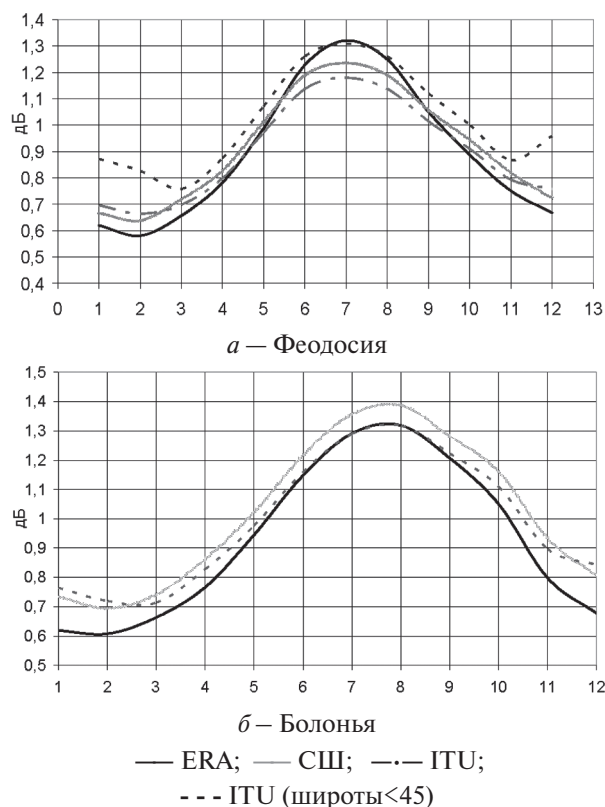 1,4
1,3
1,2
1,1
1
0,9
0,8
0,7
0,6
0,5
0,4
дБ
0 1 2 3 4 5 6 7 8 9 10 11 12 13
а — Феодосия
1,5
1,4
1,3
1,2
1,1
1
0,9
0,8
0,7
0,6
0,5
дБ
1 2 3 4 5 6 7 8 9 10 11 12
б — Болонья
ERA; СШ; ITU;
ITU (широты<45)